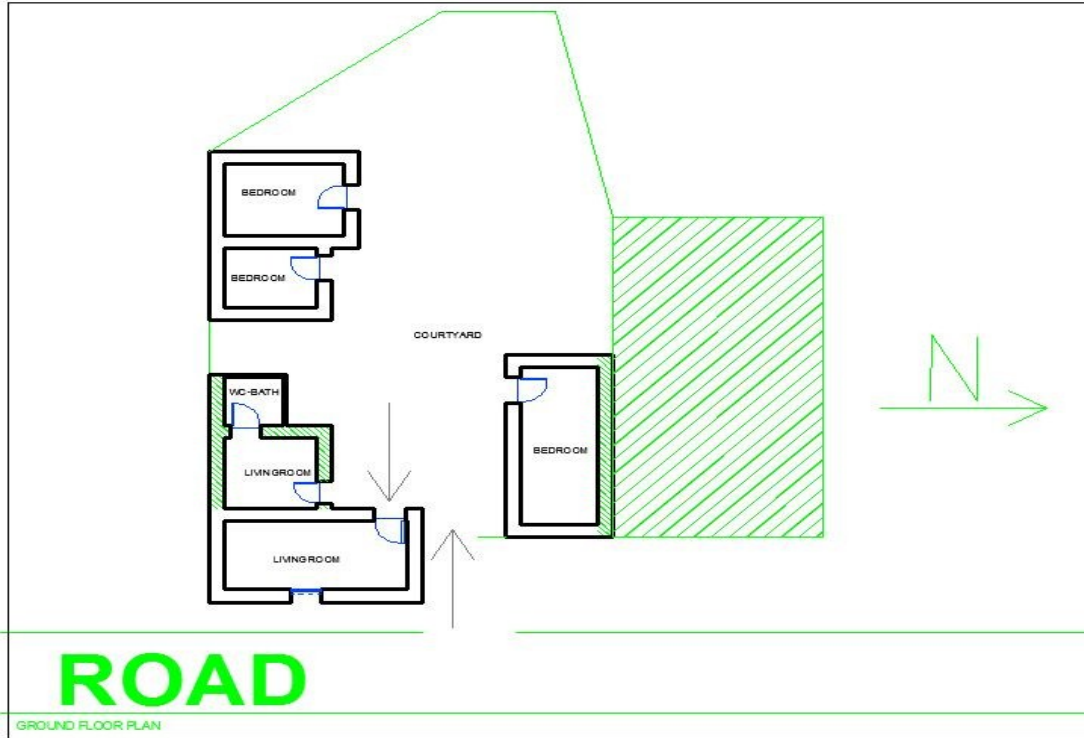 BEDROOM
BEDROOM
COURTYARD
N
WC-BATH
LIVINGROOM
BEDROOM
LIVINGROOM
ROAD
GROUND FLOOR PLAN